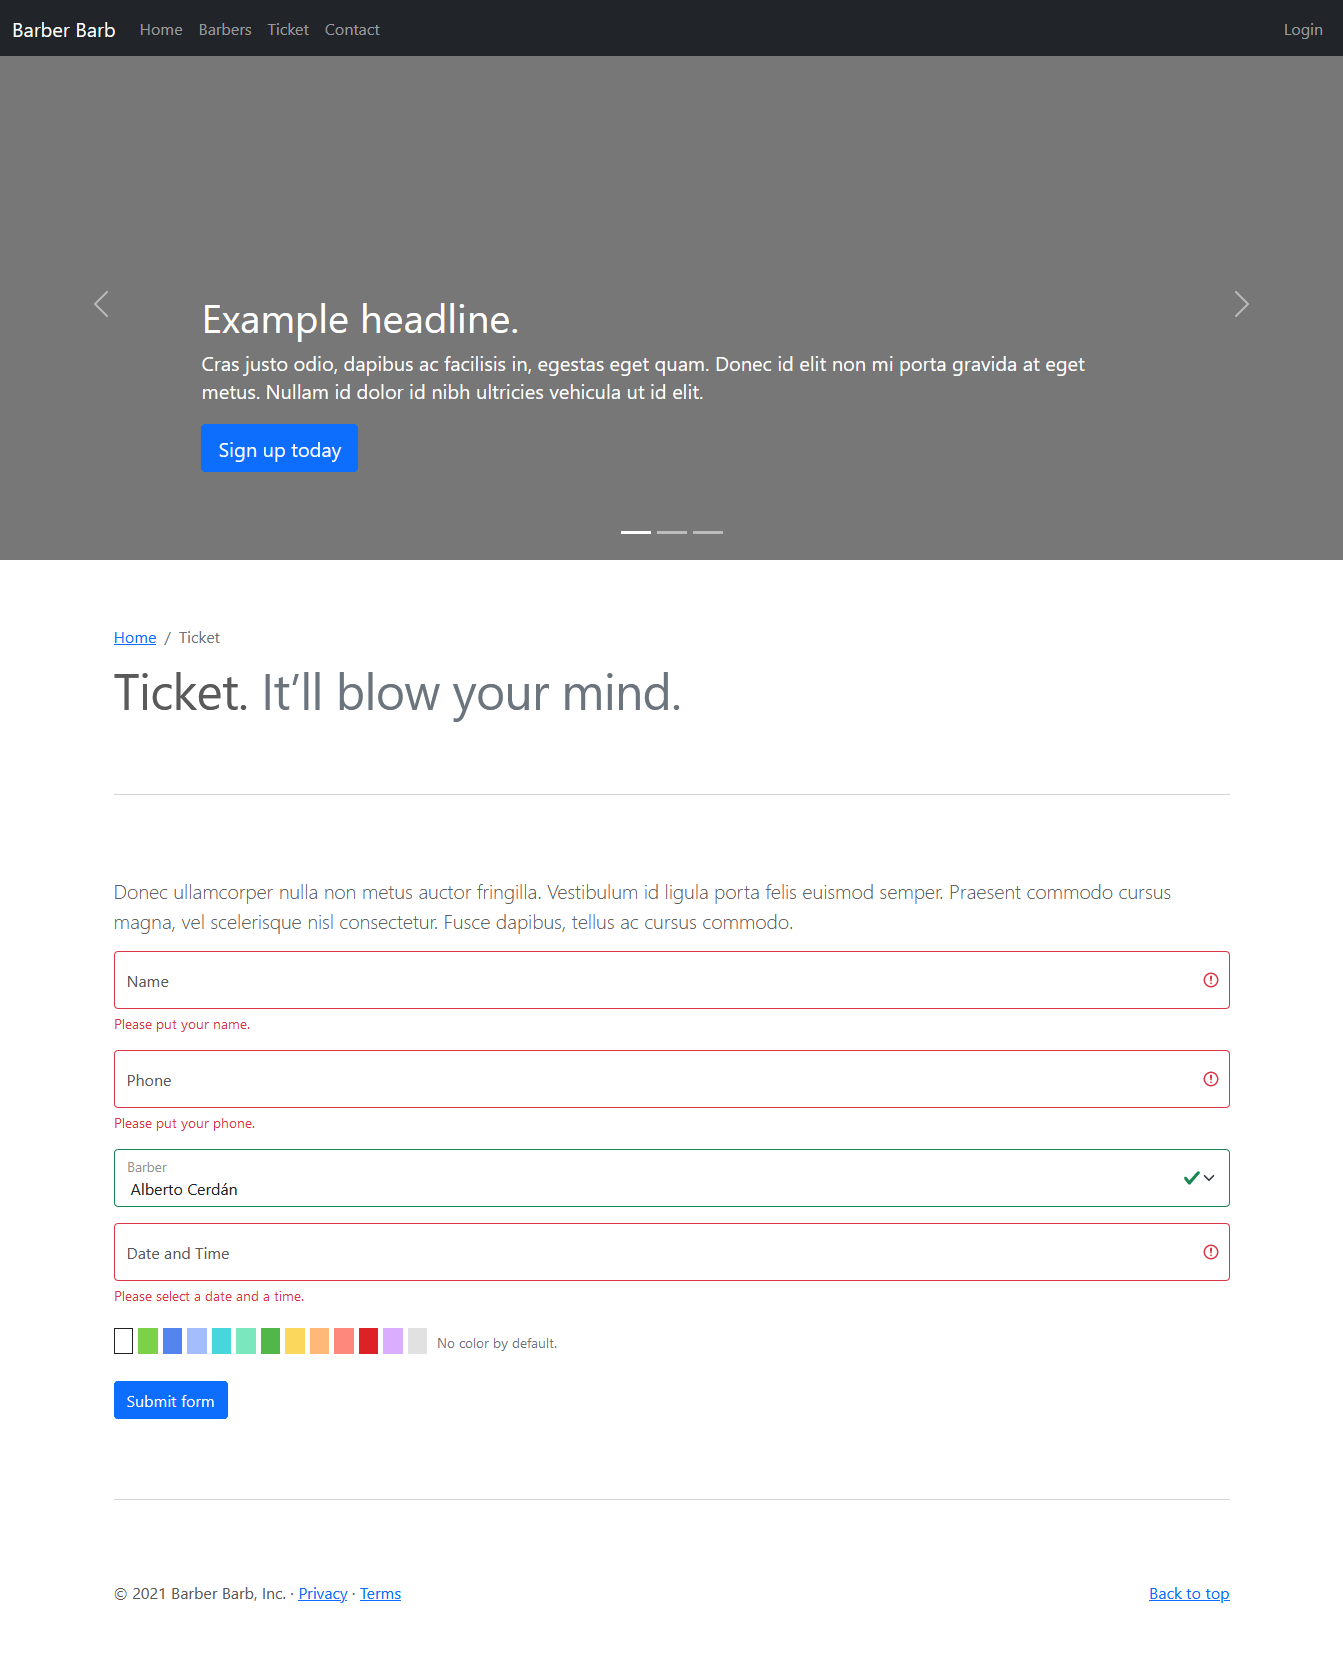 Barber Barb Home Barbers Ticket Contact Login
Example headline.
Cras justo odio, dapibus ac facilisis in, egestas eget quam. Donec id elit non mi porta gravida at eget
metus. Nullam id dolor id nibh ultricies vehicula ut id elit.
Sign up today
Home / Ticket
Ticket. It’ll blow your mind.
Donec ullamcorper nulla non metus auctor fringilla. Vestibulum id ligula porta felis euismod semper. Praesent commodo cursus
magna, vel scelerisque nisl consectetur. Fusce dapibus, tellus ac cursus commodo.
Name
Please put your name.
Phone
Please put your phone.
Barber
Alberto Cerdán
Date and Time
Please select a date and a time.
No color by default.
Submit form
© 2021 Barber Barb, Inc. · Privacy · Terms Back to top